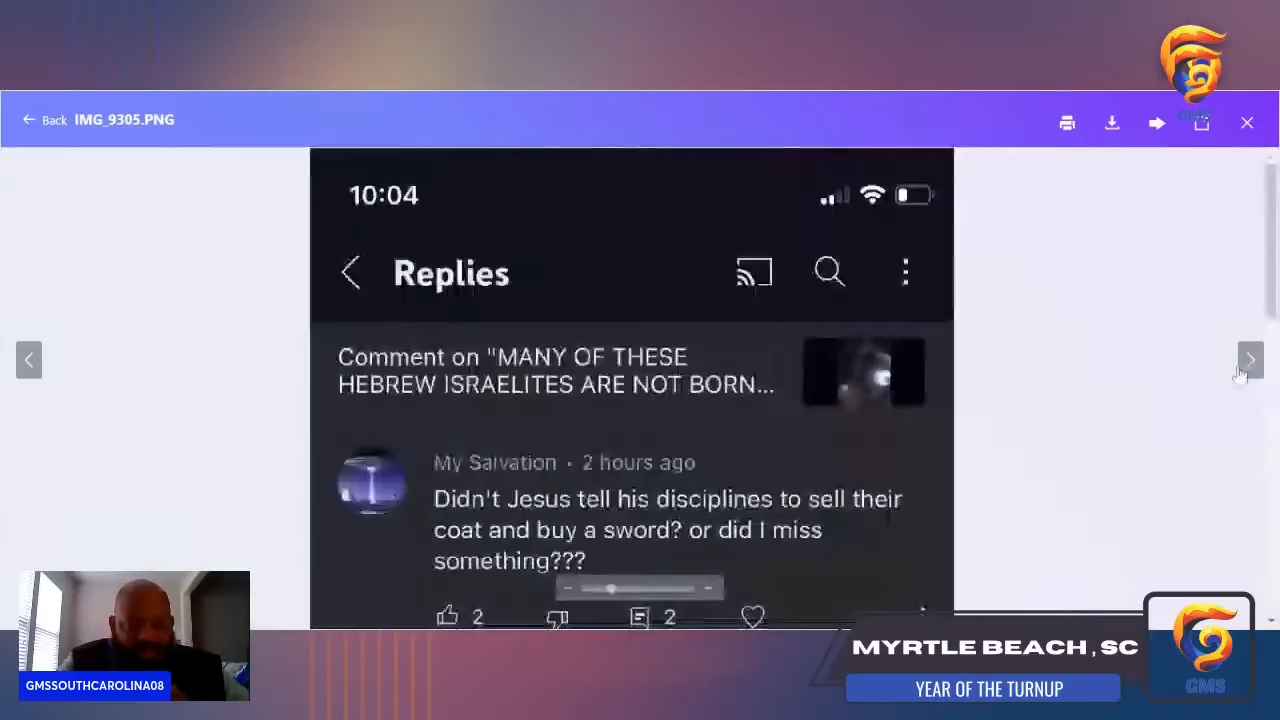 GMS
Back IMG_9305.PNG
10:04
Replies
Comment on "MANY OF THESE
HEBREW ISRAELITES ARE NOT BORN...
My Salvation · 2 hours ago
Didn't Jesus tell his disciplines to sell their
coat and buy a sword? or did I miss
something???
2
2
GMSSOUTHCAROLINA08
MYRTLE BEACH, SC
YEAR OF THE TURNUP
GMS